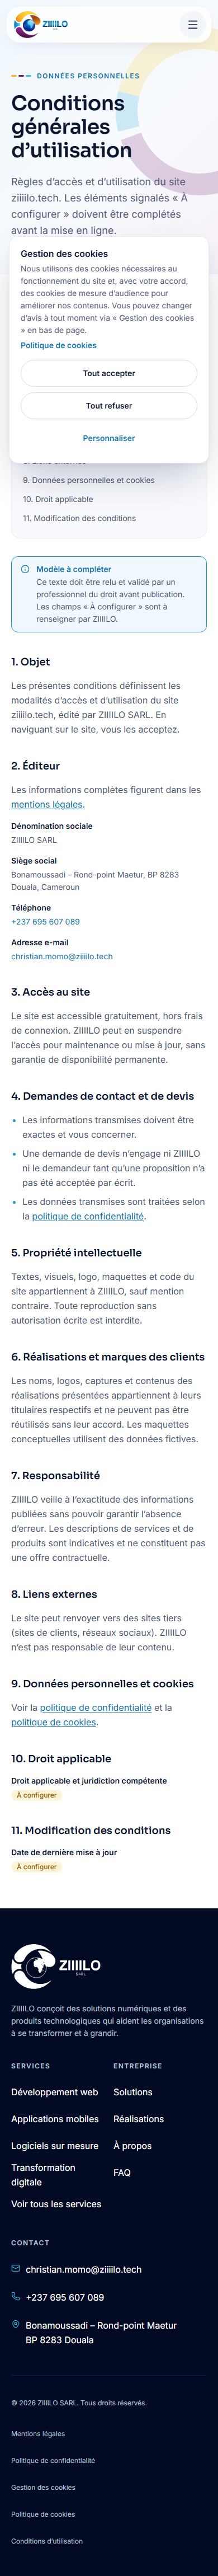 ZIIIILO
SARL
DONNÉES PERSONNELLES
Conditions
générales
d’utilisation
Règles d’accès et d’utilisation du site
ziiiilo.tech. Les éléments signalés « À
configurer » doivent être complétés
avant la mise en ligne.
Gestion des cookies
Nous utilisons des cookies nécessaires au
fonctionnement du site et, avec votre accord,
des cookies de mesure d’audience pour
améliorer nos contenus. Vous pouvez changer
d’avis à tout moment via « Gestion des cookies
» en bas de page.
Politique de cookies
Tout accepter
Tout refuser
Personnaliser
9. Données personnelles et cookies
10. Droit applicable
11. Modification des conditions
Modèle à compléter
Ce texte doit être relu et validé par un
professionnel du droit avant publication.
Les champs « À configurer » sont à
renseigner par ZIIIILO.
1. Objet
Les présentes conditions définissent les
modalités d’accès et d’utilisation du site
ziiiilo.tech, édité par ZIIIILO SARL. En
naviguant sur le site, vous les acceptez.
2. Éditeur
Les informations complètes figurent dans les
mentions légales.
Dénomination sociale
ZIIIILO SARL
Siège social
Bonamoussadi – Rond-point Maetur, BP 8283
Douala, Cameroun
Téléphone
+237 695 607 089
Adresse e-mail
christian.momo@ziiiilo.tech
3. Accès au site
Le site est accessible gratuitement, hors frais
de connexion. ZIIIILO peut en suspendre
l’accès pour maintenance ou mise à jour, sans
garantie de disponibilité permanente.
4. Demandes de contact et de devis
• Les informations transmises doivent être
exactes et vous concerner.
• Une demande de devis n’engage ni ZIIIILO
ni le demandeur tant qu’une proposition n’a
pas été acceptée par écrit.
• Les données transmises sont traitées selon
la politique de confidentialité.
5. Propriété intellectuelle
Textes, visuels, logo, maquettes et code du
site appartiennent à ZIIIILO, sauf mention
contraire. Toute reproduction sans
autorisation écrite est interdite.
6. Réalisations et marques des clients
Les noms, logos, captures et contenus des
réalisations présentées appartiennent à leurs
titulaires respectifs et ne peuvent pas être
réutilisés sans leur accord. Les maquettes
conceptuelles utilisent des données fictives.
7. Responsabilité
ZIIIILO veille à l’exactitude des informations
publiées sans pouvoir garantir l’absence
d’erreur. Les descriptions de services et de
produits sont indicatives et ne constituent pas
une offre contractuelle.
8. Liens externes
Le site peut renvoyer vers des sites tiers
(sites de clients, réseaux sociaux). ZIIIILO
n’est pas responsable de leur contenu.
9. Données personnelles et cookies
Voir la politique de confidentialité et la
politique de cookies.
10. Droit applicable
Droit applicable et juridiction compétente
À configurer
11. Modification des conditions
Date de dernière mise à jour
À configurer
ZIIIILO
SARL
ZIIIILO conçoit des solutions numériques et des
produits technologiques qui aident les organisations
à se transformer et à grandir.
SERVICES
Développement web
Applications mobiles
Logiciels sur mesure
Transformation
digitale
Voir tous les services
ENTREPRISE
Solutions
Réalisations
À propos
FAQ
CONTACT
christian.momo@ziiiilo.tech
+237 695 607 089
Bonamoussadi – Rond-point Maetur
BP 8283 Douala
© 2026 ZIIIILO SARL. Tous droits réservés.
Mentions légales
Politique de confidentialité
Gestion des cookies
Politique de cookies
Conditions d’utilisation